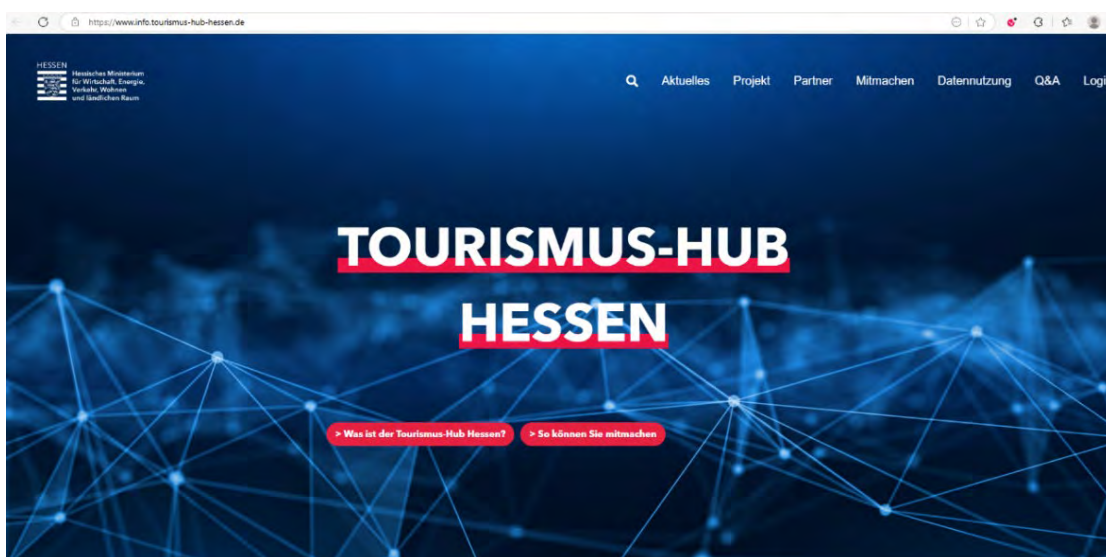 https://www.info.tourismus-hub-hessen.de
HESSEN
Hessisches Ministerium
für Wirtschaft, Energie,
Verkehr, Wohnen
und ländlichen Raum
Aktuelles Projekt Partner Mitmachen Datennutzung Q&A Logi
TOURISMUS-HUB
HESSEN
> Was ist der Tourismus-Hub Hessen? > So können Sie mitmachen